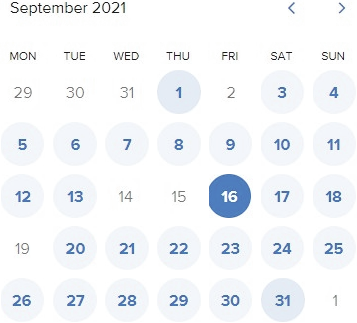 September 2021
MON TUE WED THU FRI SAT SUN
29 30 31 1 2 3 4
5 6 7 8 9 10 11
12 13 14 15 16 17 18
19 20 21 22 23 24 25
26 27 28 29 30 31 1